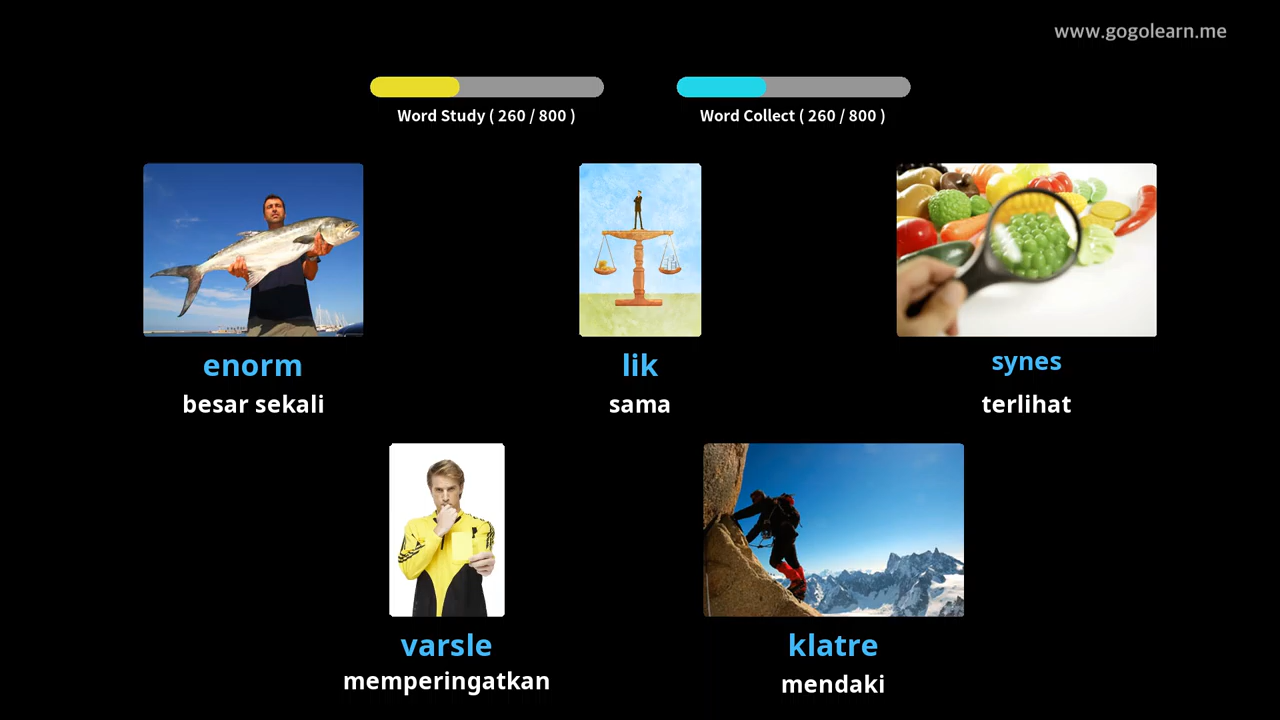 www.gogolearn.me
Word Study ( 260 / 800 )
Word Collect ( 260 / 800 )
enorm
besar sekali
lik
sama
synes
terlihat
varsle
memperingatkan
klatre
mendaki